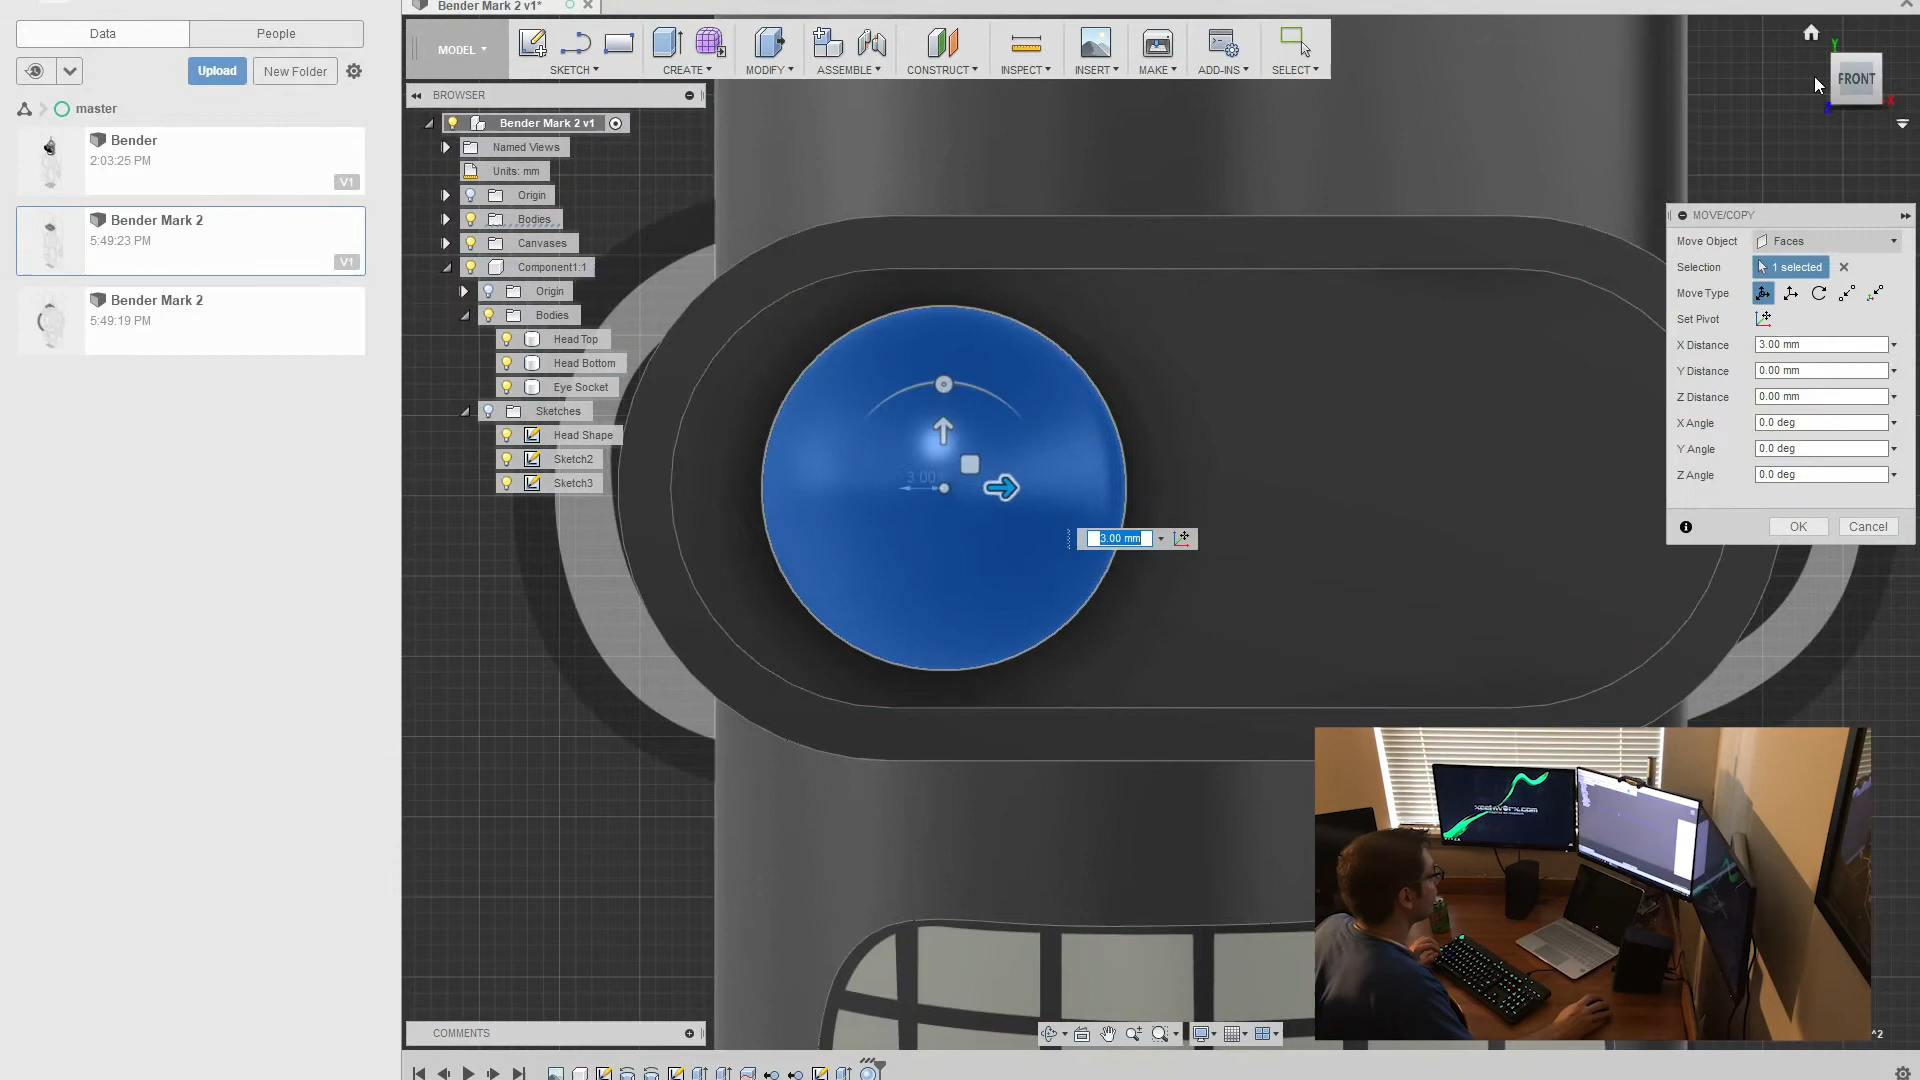 Bender Mark 2 v1*
Data
People
Upload
New Folder
master
Bender
2:03:25 PM
V1
Bender Mark 2
5:49:23 PM
V1
Bender Mark 2
5:49:19 PM
MODEL
SKETCH
CREATE
MODIFY
ASSEMBLE
CONSTRUCT
INSPECT
INSERT
MAKE
ADD-INS
SELECT
BROWSER
Bender Mark 2 v1
Named Views
Units: mm
Origin
Bodies
Canvases
Component1:1
Origin
Bodies
Head Top
Head Bottom
Eye Socket
Sketches
Head Shape
Sketch2
Sketch3
Y
FRONT
X
Z
MOVE/COPY
Move Object
Faces
Selection
1 selected
Move Type
Set Pivot
X Distance
3.00 mm
Y Distance
0.00 mm
Z Distance
0.00 mm
X Angle
0.0 deg
Y Angle
0.0 deg
Z Angle
0.0 deg
OK
Cancel
3.00
3.00 mm
COMMENTS
^2